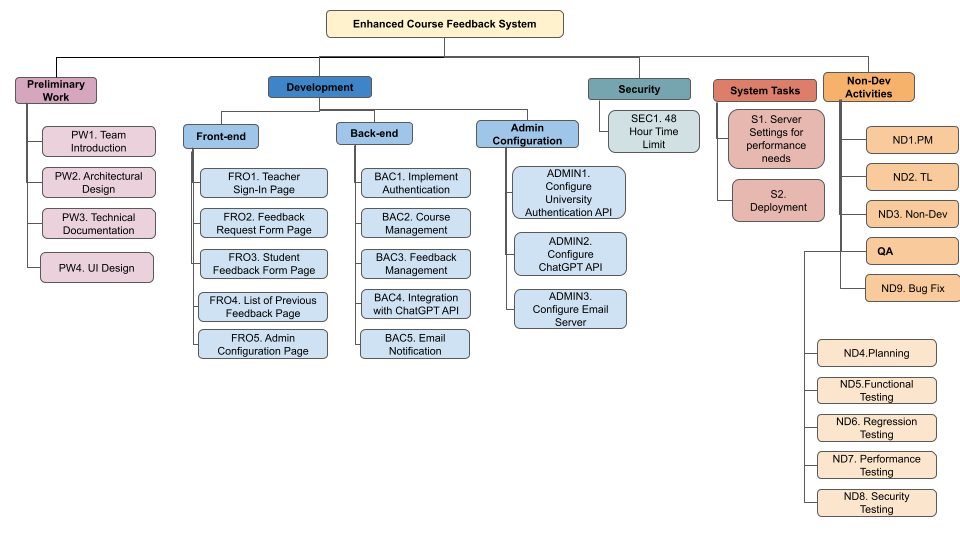 Enhanced Course Feedback System
Preliminary
Work
PW1. Team
Introduction
PW2. Architectural
Design
PW3. Technical
Documentation
PW4. UI Design
Development
Front-end
FRO1. Teacher
Sign-In Page
FRO2. Feedback
Request Form Page
FRO3. Student
Feedback Form Page
FRO4. List of Previous
Feedback Page
FRO5. Admin
Configuration Page
Back-end
BAC1. Implement
Authentication
BAC2. Course
Management
BAC3. Feedback
Management
BAC4. Integration
with ChatGPT API
BAC5. Email
Notification
Admin
Configuration
ADMIN1.
Configure
University
Authentication API
ADMIN2.
Configure
ChatGPT API
ADMIN3.
Configure Email
Server
Security
SEC1. 48
Hour Time
Limit
System Tasks
S1. Server
Settings for
performance
needs
S2.
Deployment
Non-Dev
Activities
ND1.PM
ND2. TL
ND3. Non-Dev
QA
ND9. Bug Fix
ND4.Planning
ND5.Functional
Testing
ND6. Regression
Testing
ND7. Performance
Testing
ND8. Security
Testing